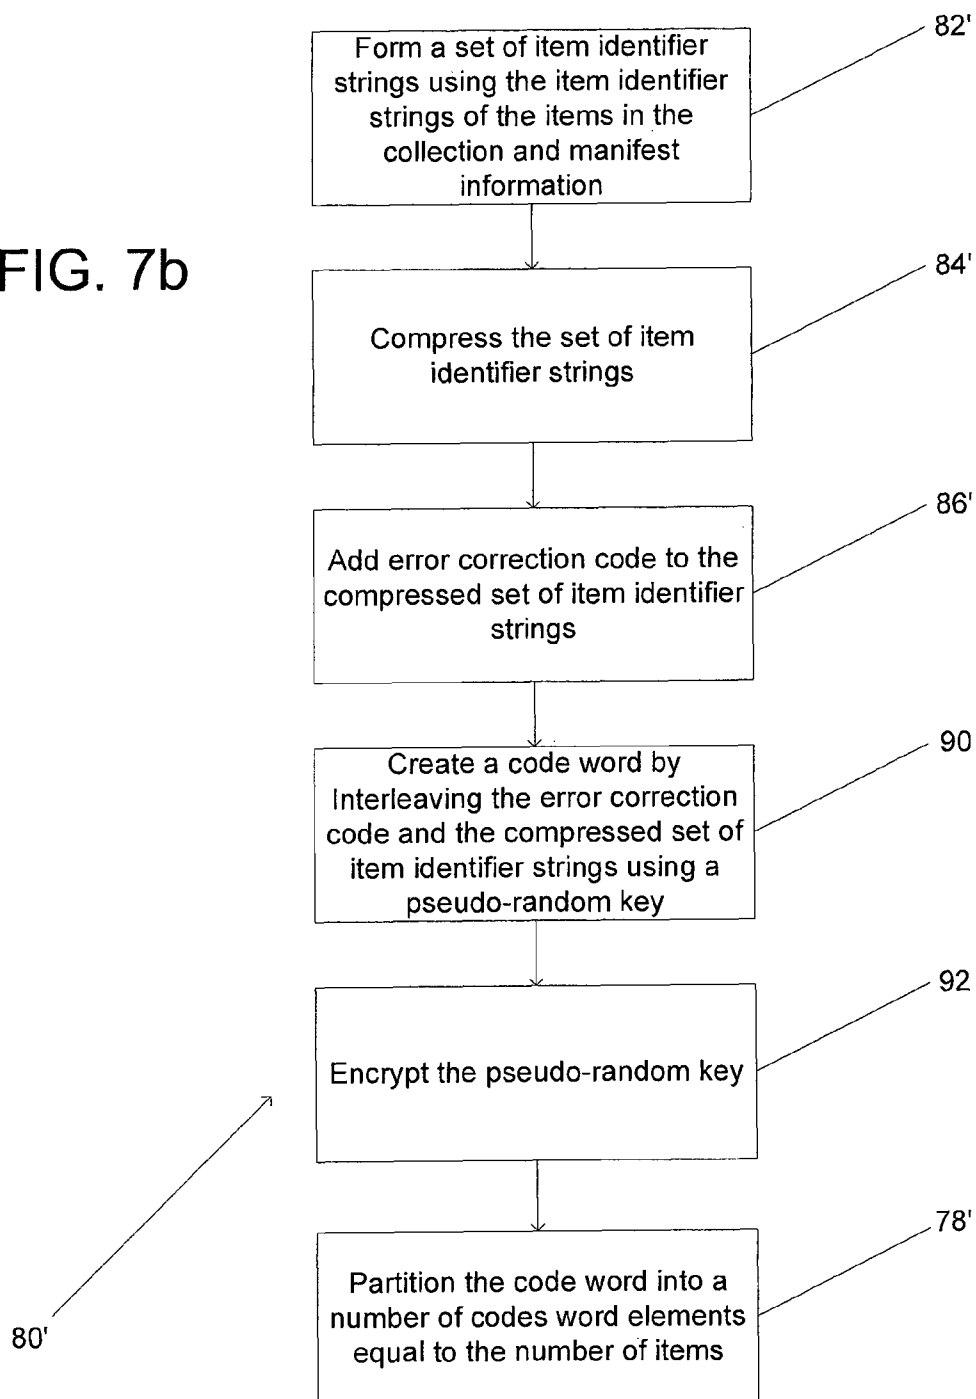 Form a set of item identifier
strings using the item identifier
strings of the items in the
collection and manifest
information
82'
FIG. 7b
Compress the set of item
identifier strings
84'
Add error correction code to the
compressed set of item identifier
strings
86'
Create a code word by
Interleaving the error correction
code and the compressed set of
item identifier strings using a
pseudo-random key
90
Encrypt the pseudo-random key
92
Partition the code word into a
number of codes word elements
equal to the number of items
78'
80'